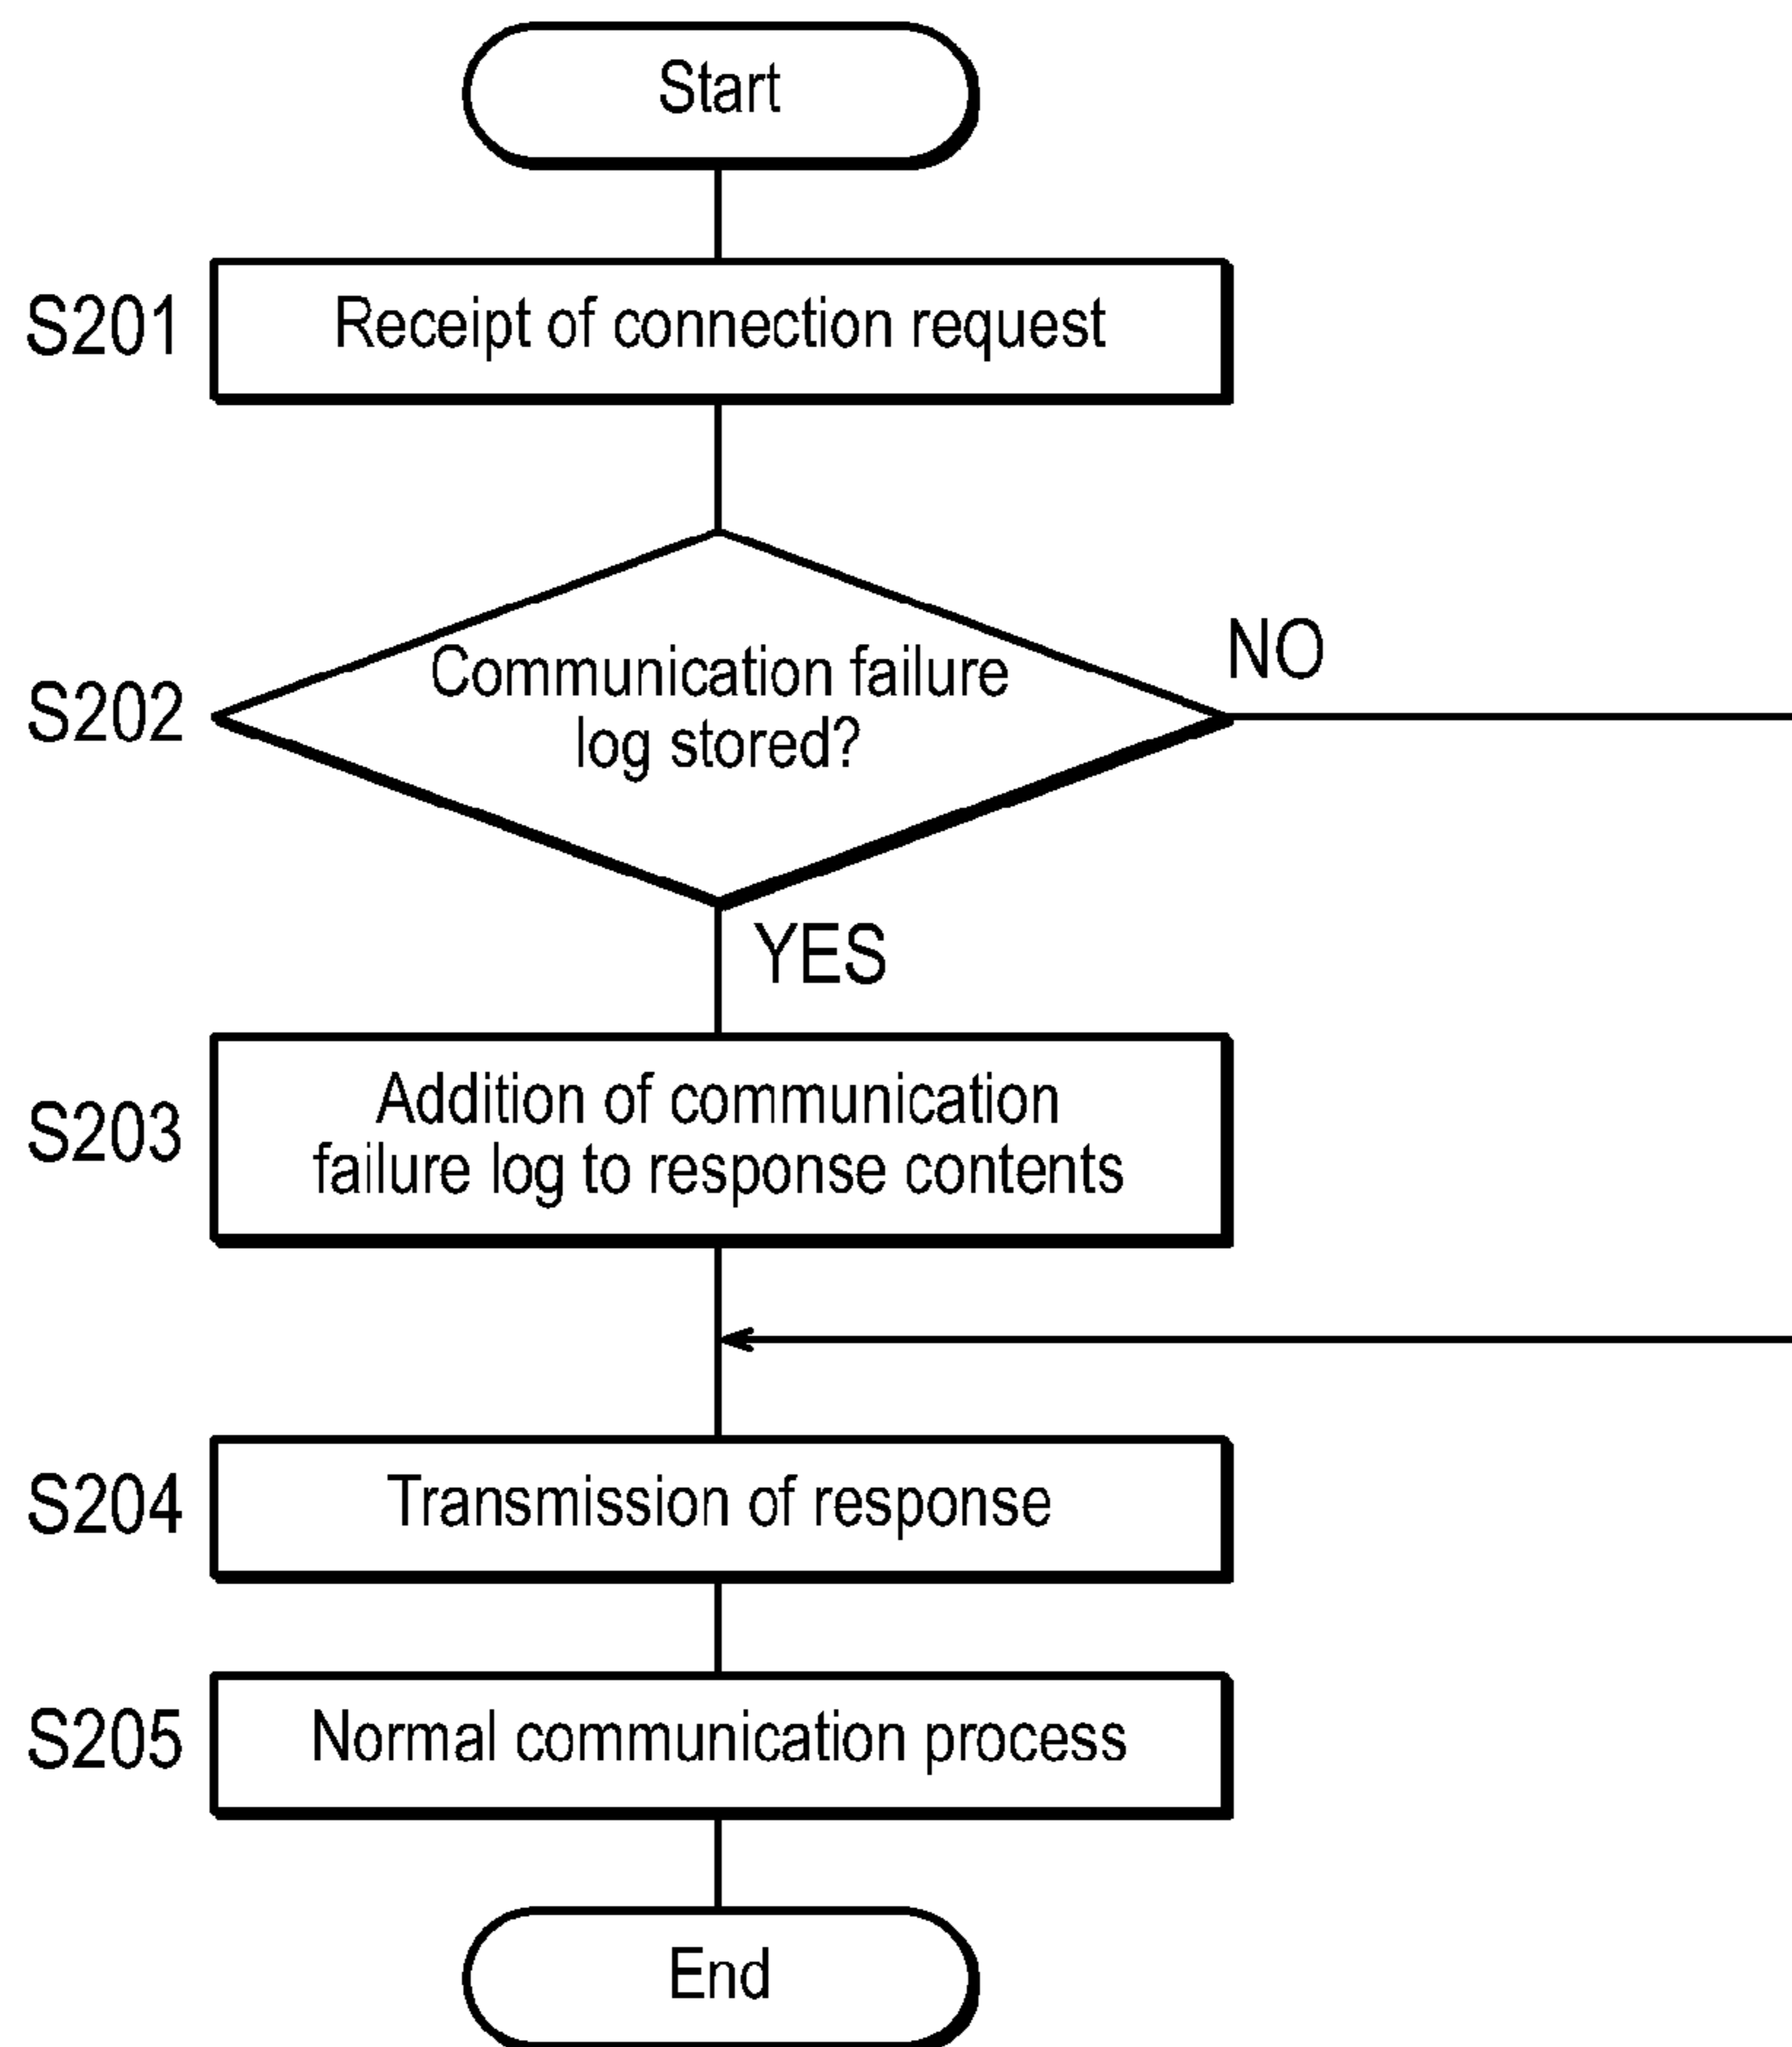 Start
S201
Receipt of connection request
S202
Communication failure
log stored?
NO
YES
S203
Addition of communication
failure log to response contents
S204
Transmission of response
S205
Normal communication process
End